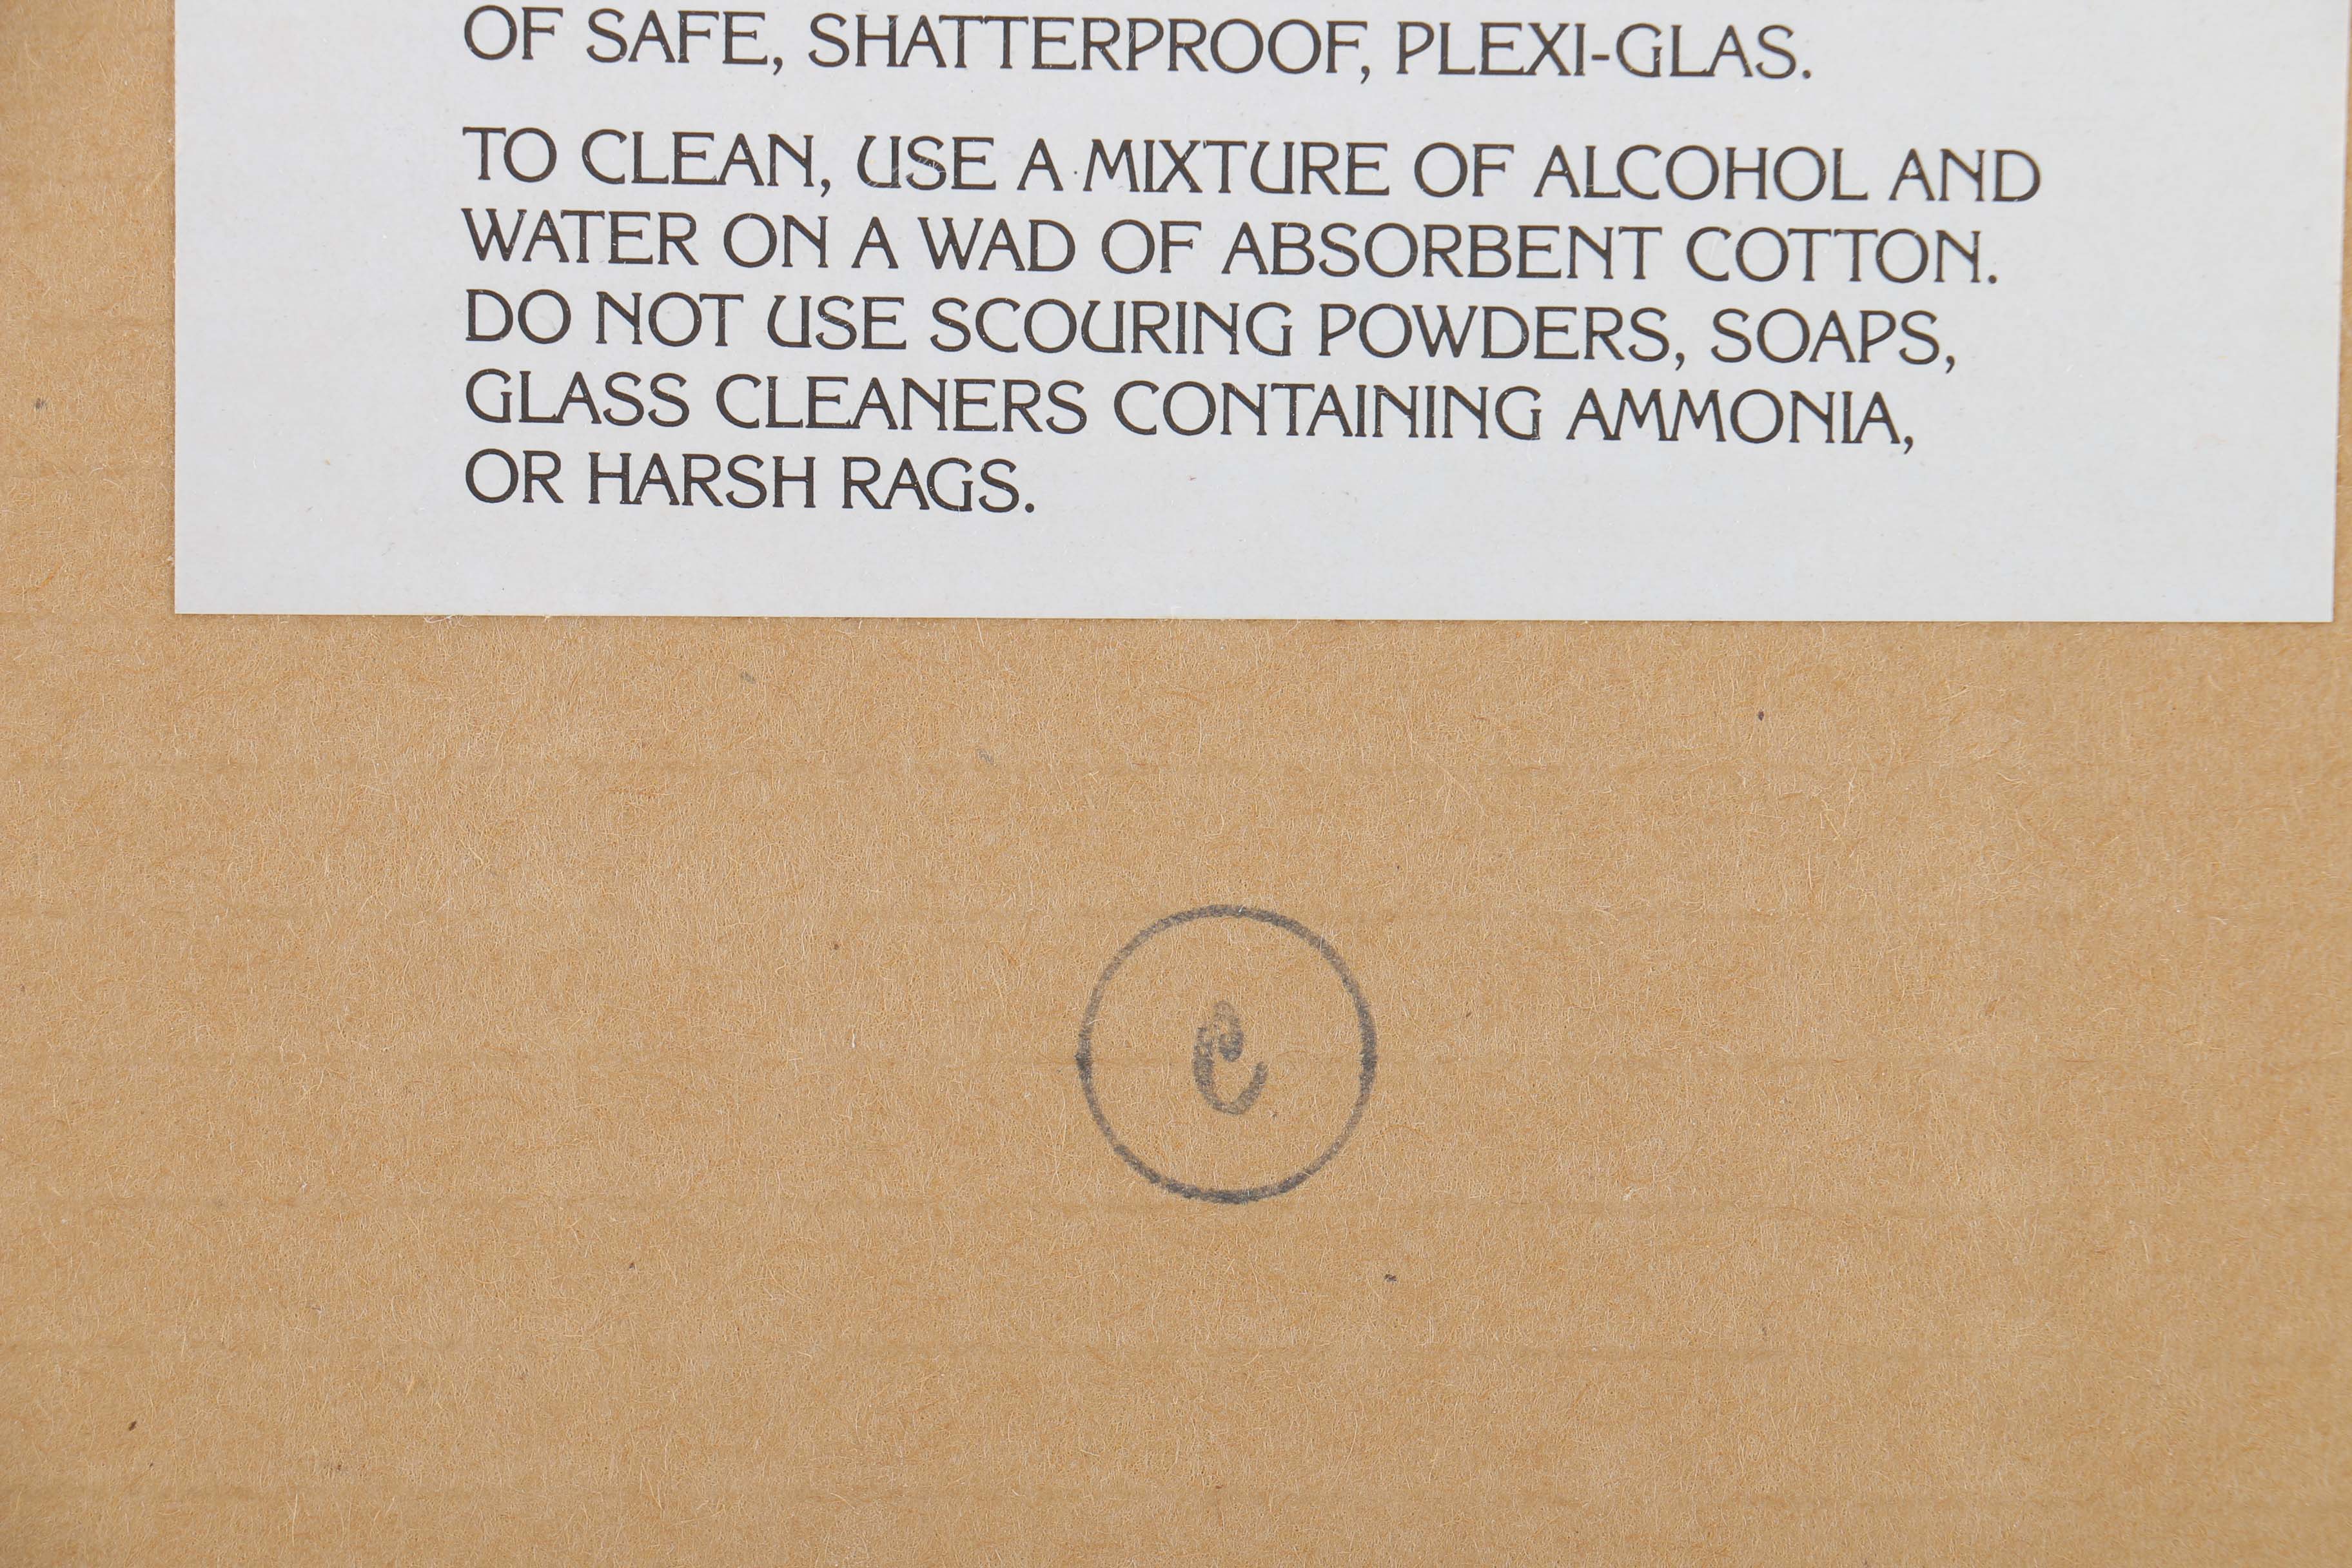 OF SAFE, SHATTERPROOF, PLEXI-GLAS.
TO CLEAN, USE A MIXTURE OF ALCOHOL AND
WATER ON A WAD OF ABSORBENT COTTON.
DO NOT USE SCOURING POWDERS, SOAPS,
GLASS CLEANERS CONTAINING AMMONIA,
OR HARSH RAGS.
e